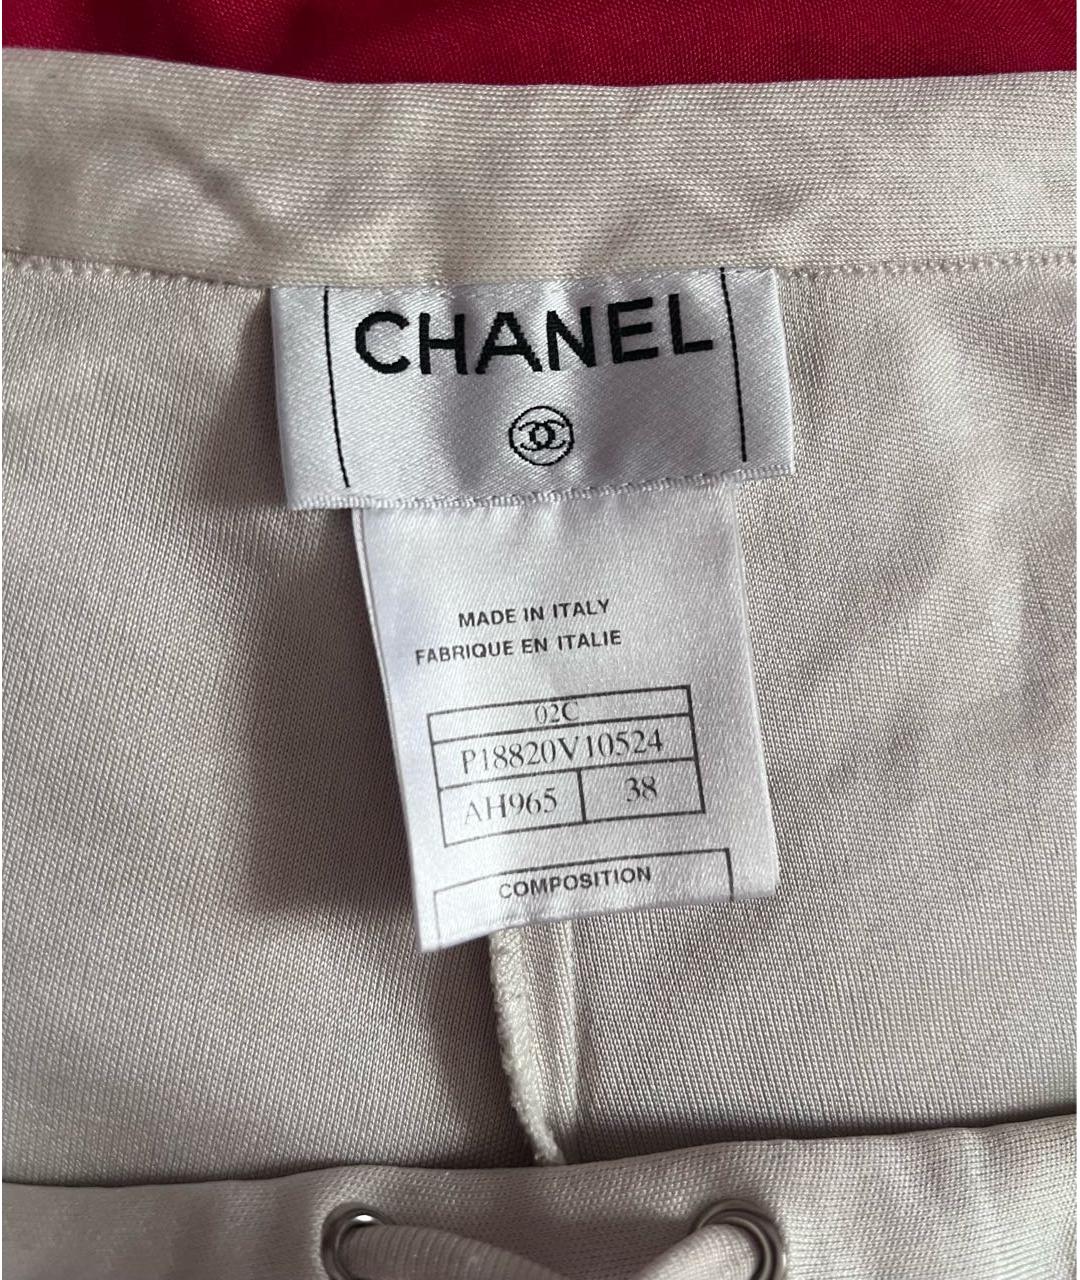 CHANEL
MADE IN ITALY
FABRIQUE EN ITALIE
02C
P18820V10524
AH965 38
COMPOSITION